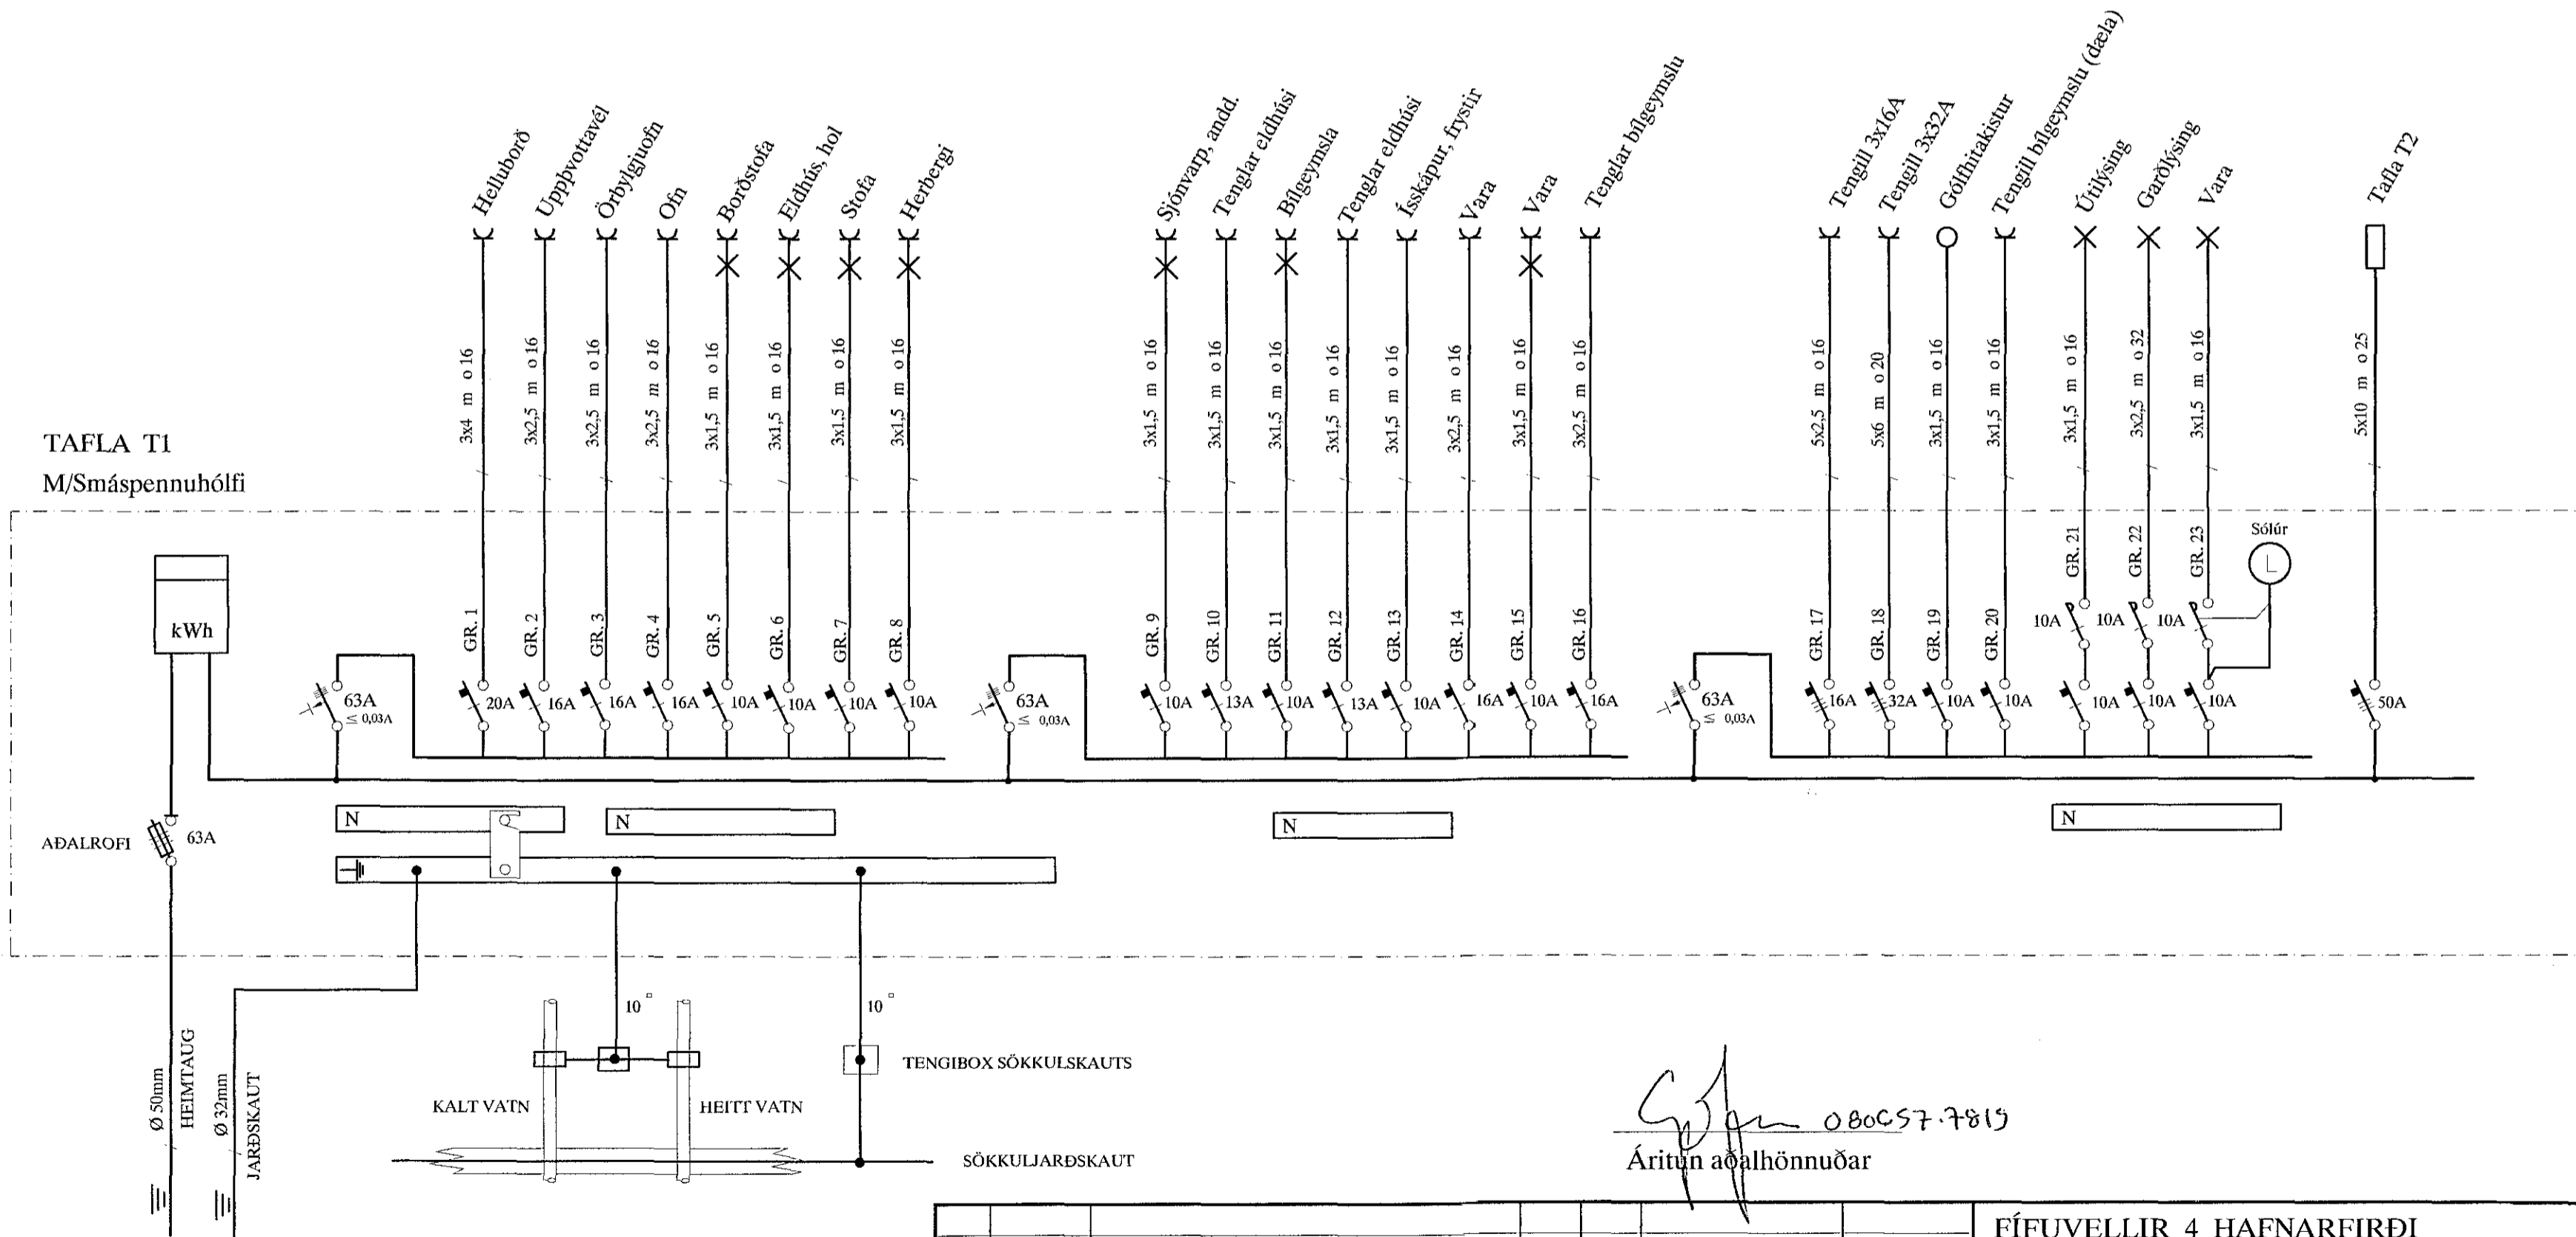 Helluborð
Uppþvottavél
Örbylgjuofn
Ofn
Borðstofa
Eldhús, hol
Stofa
Herbergi
Sjónvarp, andd.
Tenglar eldhúsi
Bílgeymsla
Tenglar eldhúsi
Ísskápur, frystir
Vara
Vara
Tenglar bílgeymslu
Tengill 3x16A
Tengill 3x32A
Gólfhitakistur
Tengill bílgeymslu (dæla)
Útilýsing
Garðlýsing
Vara
Tafla T2
3x4 m o 16
3x2,5 m o 16
3x2,5 m o 16
3x2,5 m o 16
3x1,5 m o 16
3x1,5 m o 16
3x1,5 m o 16
3x1,5 m o 16
3x1,5 m o 16
3x1,5 m o 16
3x1,5 m o 16
3x1,5 m o 16
3x1,5 m o 16
3x2,5 m o 16
3x1,5 m o 16
3x2,5 m o 16
5x2,5 m o 16
5x6 m o 20
3x1,5 m o 16
3x1,5 m o 16
3x1,5 m o 16
3x2,5 m o 32
3x1,5 m o 16
5x10 m o 25
TAFLA T1
M/Smáspennuhólfi
kWh
GR. 1
GR. 2
GR. 3
GR. 4
GR. 5
GR. 6
GR. 7
GR. 8
GR. 9
GR. 10
GR. 11
GR. 12
GR. 13
GR. 14
GR. 15
GR. 16
GR. 17
GR. 18
GR. 19
GR. 20
GR. 21
GR. 22
GR. 23
Sólúr
L
10A
10A
10A
63A
≤ 0,03A
20A
16A
16A
16A
10A
10A
10A
10A
63A
≤ 0,03A
10A
13A
10A
13A
10A
16A
10A
16A
63A
≤ 0,03A
16A
32A
10A
10A
10A
10A
10A
50A
N
N
N
N
AÐALROFI
63A
10
10
Ø 50mm
HEIMTAUG
Ø 32mm
JARÐSKAUT
KALT VATN
HEITT VATN
TENGIBOX SÖKKULSKAUTS
SÖKKULJARÐSKAUT
080657-7819
Áritun aðalhönnuðar
FÍFUVELLIR 4 HAFNARFIRÐI